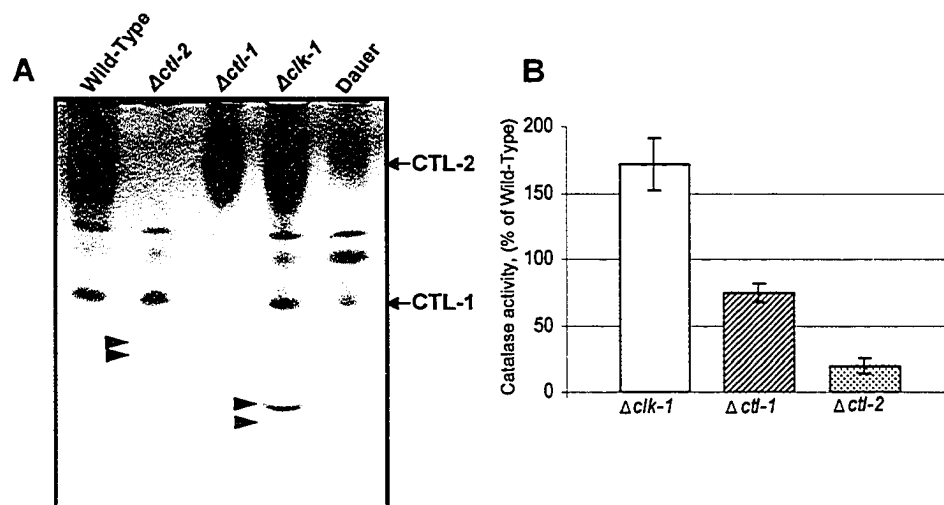 A
Wild-Type
Δctl-2
Δctl-1
Δclk-1
Dauer
CTL-2
CTL-1
B
Catalase activity, (% of Wild-Type)
200
150
100
50
0
Δclk-1
Δctl-1
Δctl-2